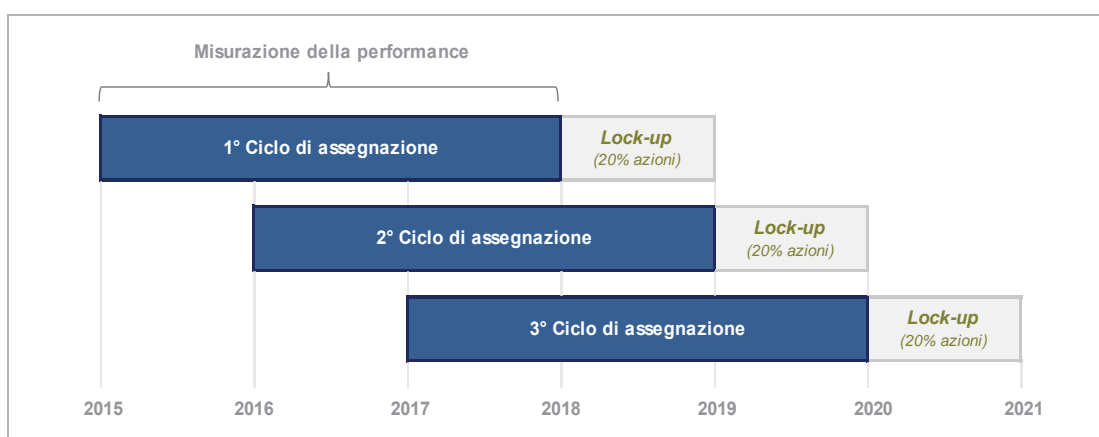 Misurazione della performance
1° Ciclo di assegnazione
Lock-up
(20% azioni)
2° Ciclo di assegnazione
Lock-up
(20% azioni)
3° Ciclo di assegnazione
Lock-up
(20% azioni)
2015 2016 2017 2018 2019 2020 2021